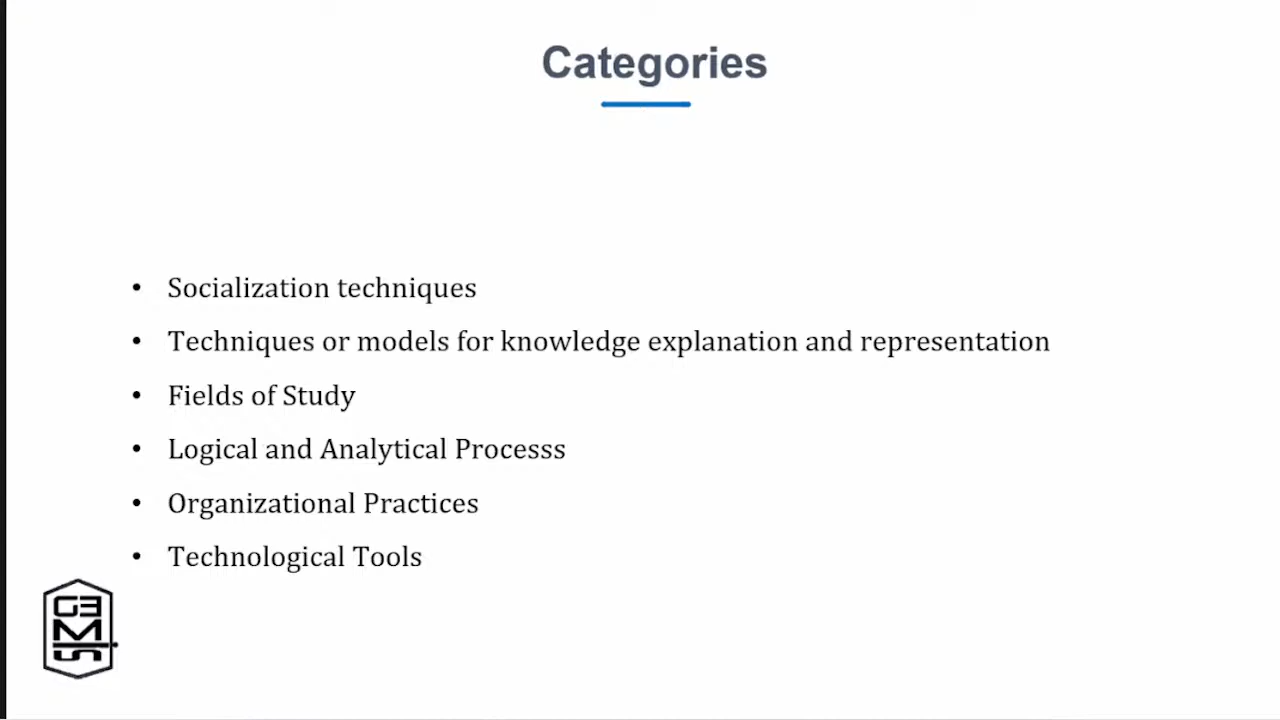 Categories
• Socialization techniques
• Techniques or models for knowledge explanation and representation
• Fields of Study
• Logical and Analytical Processs
• Organizational Practices
• Technological Tools